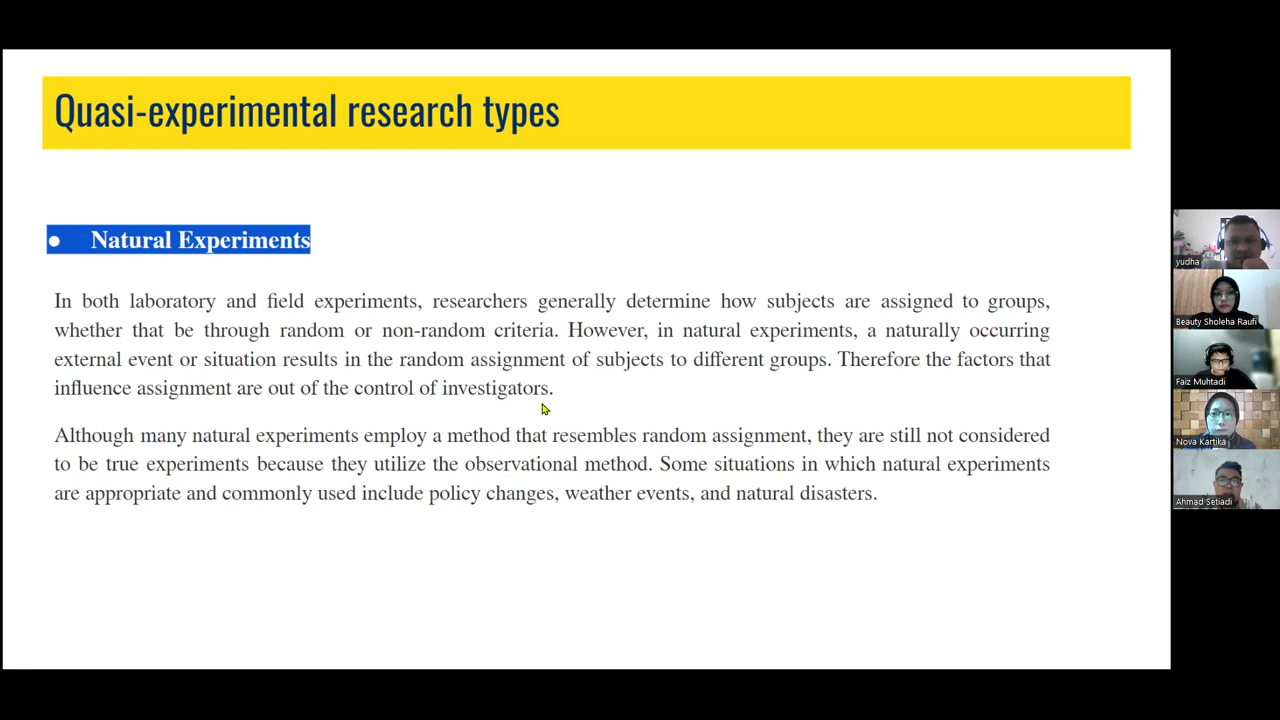 Quasi-experimental research types
● Natural Experiments
In both laboratory and field experiments, researchers generally determine how subjects are assigned to groups,
whether that be through random or non-random criteria. However, in natural experiments, a naturally occurring
external event or situation results in the random assignment of subjects to different groups. Therefore the factors that
influence assignment are out of the control of investigators.
Although many natural experiments employ a method that resembles random assignment, they are still not considered
to be true experiments because they utilize the observational method. Some situations in which natural experiments
are appropriate and commonly used include policy changes, weather events, and natural disasters.
yudha
Beauty Sholeha Raufi
Faiz Muhtadi
Nova Kartika
Ahmad Setiadi